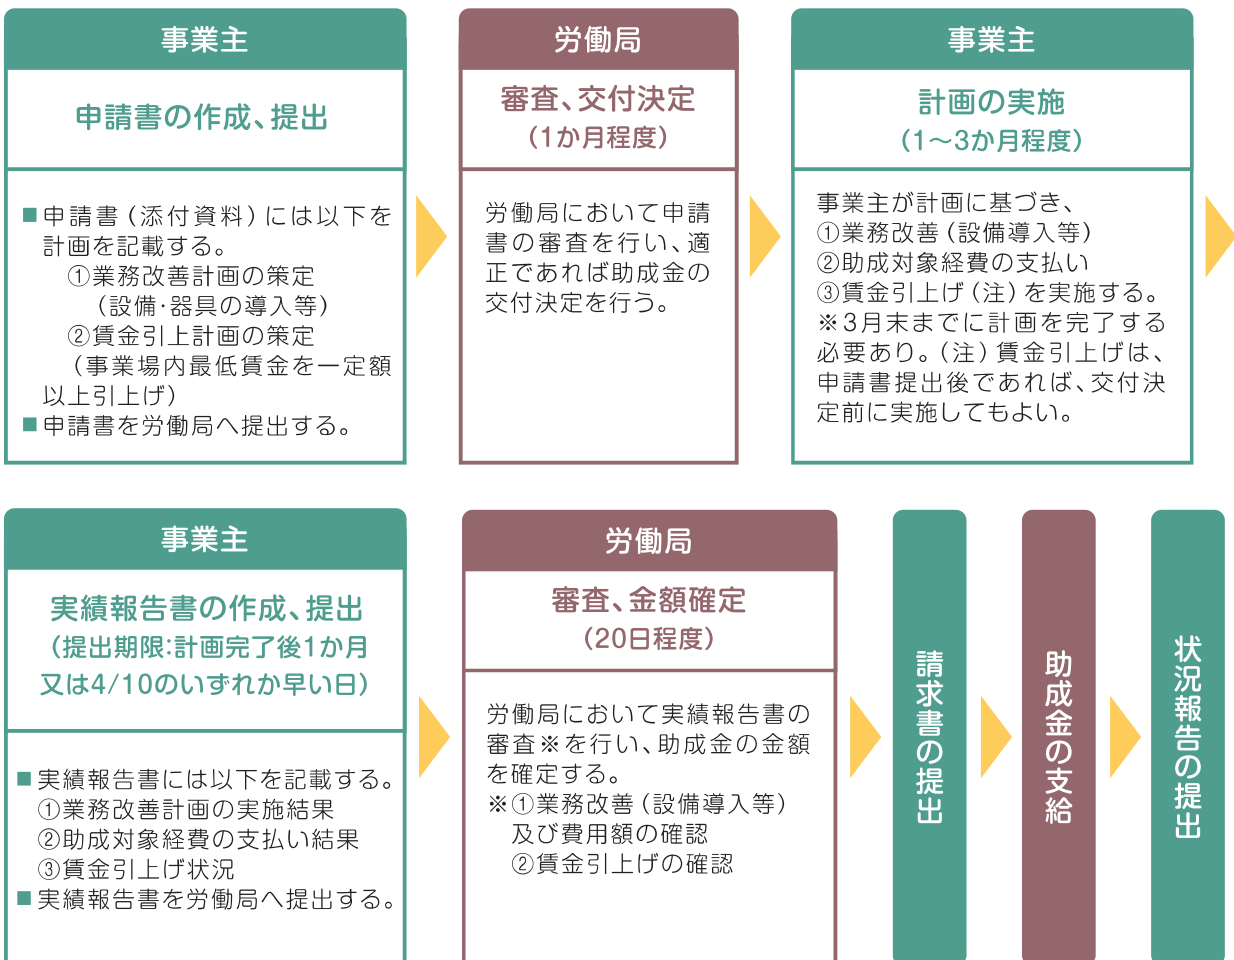 事業主
申請書の作成、提出
■申請書（添付資料）には以下を
計画を記載する。
①業務改善計画の策定
（設備・器具の導入等）
②賃金引上計画の策定
（事業場内最低賃金を一定額
以上引上げ）
■申請書を労働局へ提出する。
労働局
審査、交付決定
（1か月程度）
労働局において申請
書の審査を行い、適
正であれば助成金の
交付決定を行う。
事業主
計画の実施
（1～3か月程度）
事業主が計画に基づき、
①業務改善（設備導入等）
②助成対象経費の支払い
③賃金引上げ（注）を実施する。
※3月末までに計画を完了する
必要あり。（注）賃金引上げは、
申請書提出後であれば、交付決
定前に実施してもよい。
事業主
実績報告書の作成、提出
（提出期限：計画完了後1か月
又は4/10のいずれか早い日）
■実績報告書には以下を記載する。
①業務改善計画の実施結果
②助成対象経費の支払い結果
③賃金引上げ状況
■実績報告書を労働局へ提出する。
労働局
審査、金額確定
（20日程度）
労働局において実績報告書の
審査※を行い、助成金の金額
を確定する。
※①業務改善（設備導入等）
及び費用額の確認
②賃金引上げの確認
請求書の提出
助成金の支給
状況報告の提出